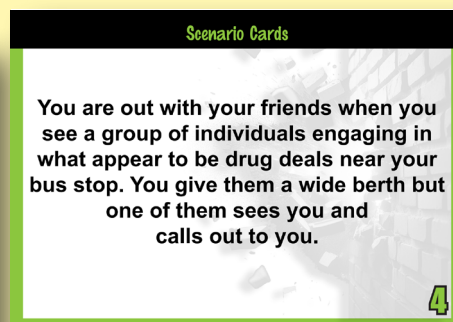 Scenario Cards
You are out with your friends when you
see a group of individuals engaging in
what appear to be drug deals near your
bus stop. You give them a wide berth but
one of them sees you and
calls out to you.
4